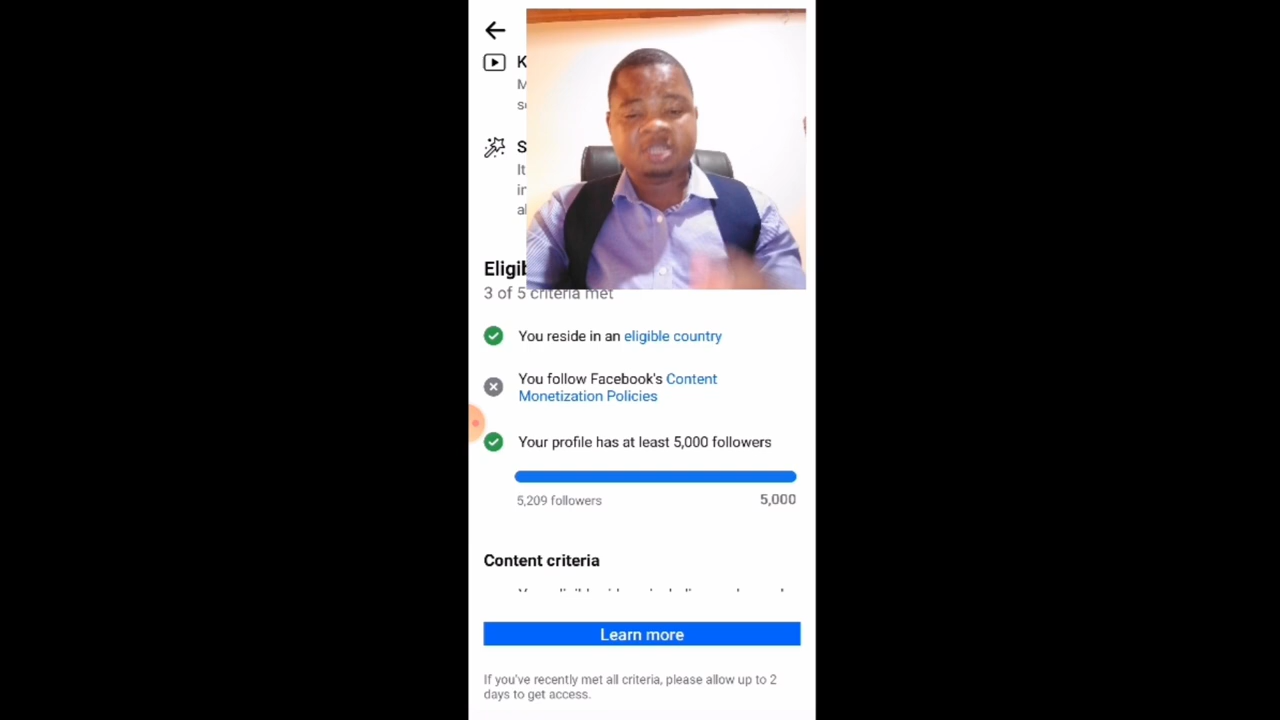 3 of 5 criteria met
You reside in an eligible country
You follow Facebook's Content
Monetization Policies
Your profile has at least 5,000 followers
5,209 followers
5,000
Content criteria
Learn more
If you've recently met all criteria, please allow up to 2
days to get access.